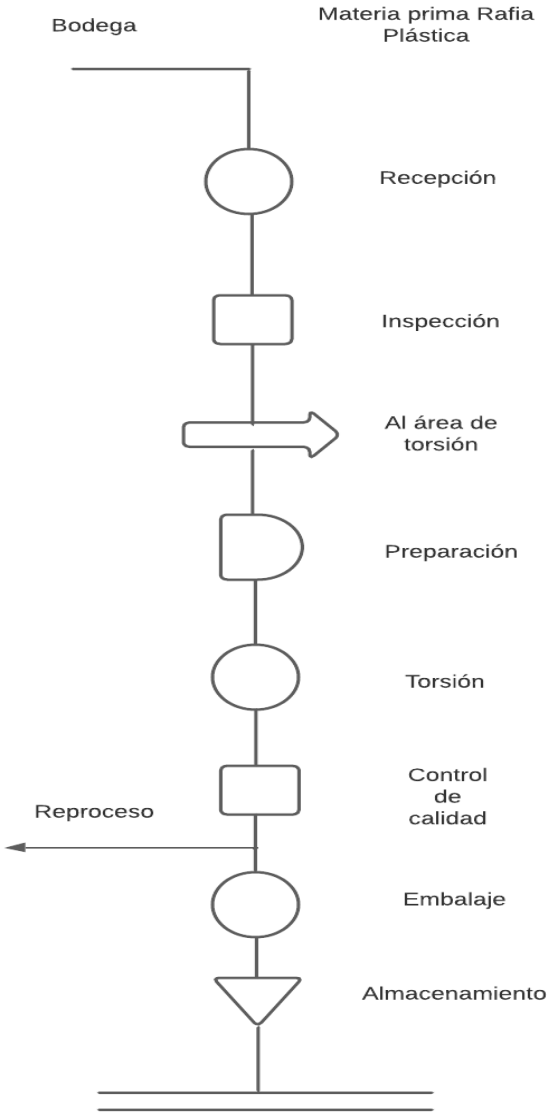 Bodega
Materia prima Rafia
Plástica
Recepción
Inspección
Al área de
torsión
Preparación
Torsión
Control
de
calidad
Reproceso
Embalaje
Almacenamiento